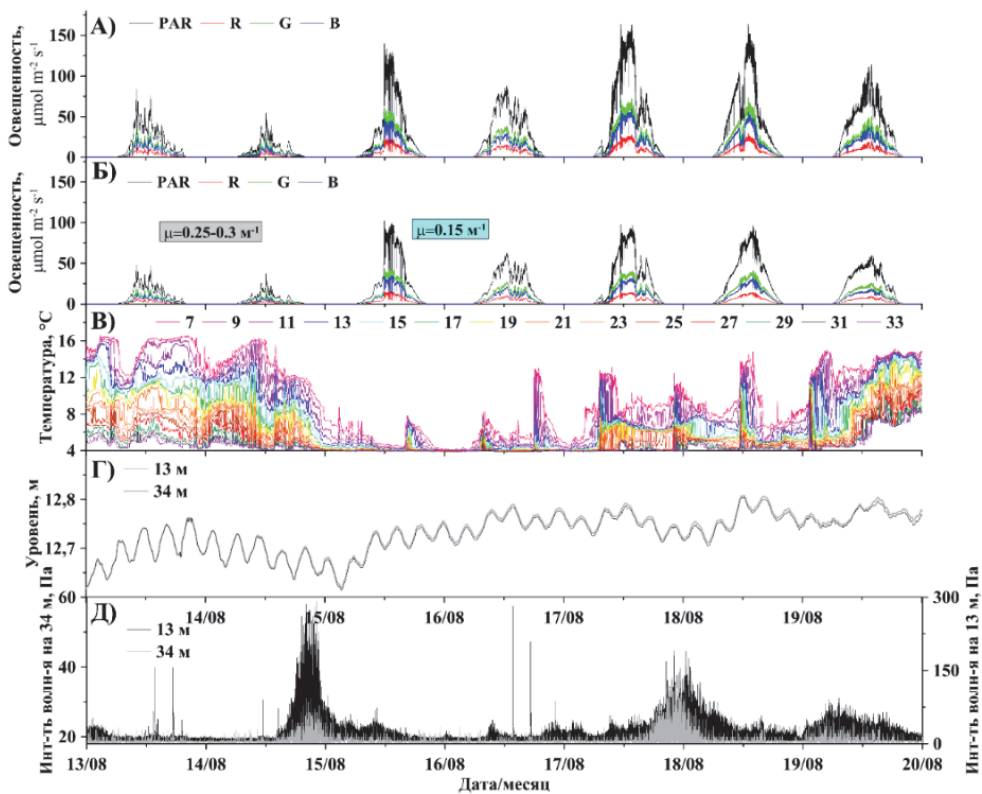 А)
PAR R G B
Освещенность,
μmol m⁻² s⁻¹
150
100
50
0
Б)
PAR R G B
Освещенность,
μmol m⁻² s⁻¹
150
100
50
0
μ=0.25-0.3 м⁻¹
μ=0.15 м⁻¹
В)
7 9 11 13 15 17 19 21 23 25 27 29 31 33
Температура, °C
16
12
8
4
Г)
13 м
34 м
Уровень, м
12,8
12,7
Д)
13 м
34 м
Инт-ть волн-я на 34 м, Па
60
40
20
14/08 15/08 16/08 17/08 18/08 19/08
Инт-ть волн-я на 13 м, Па
300
150
0
13/08 14/08 15/08 16/08 17/08 18/08 19/08 20/08
Дата/месяц